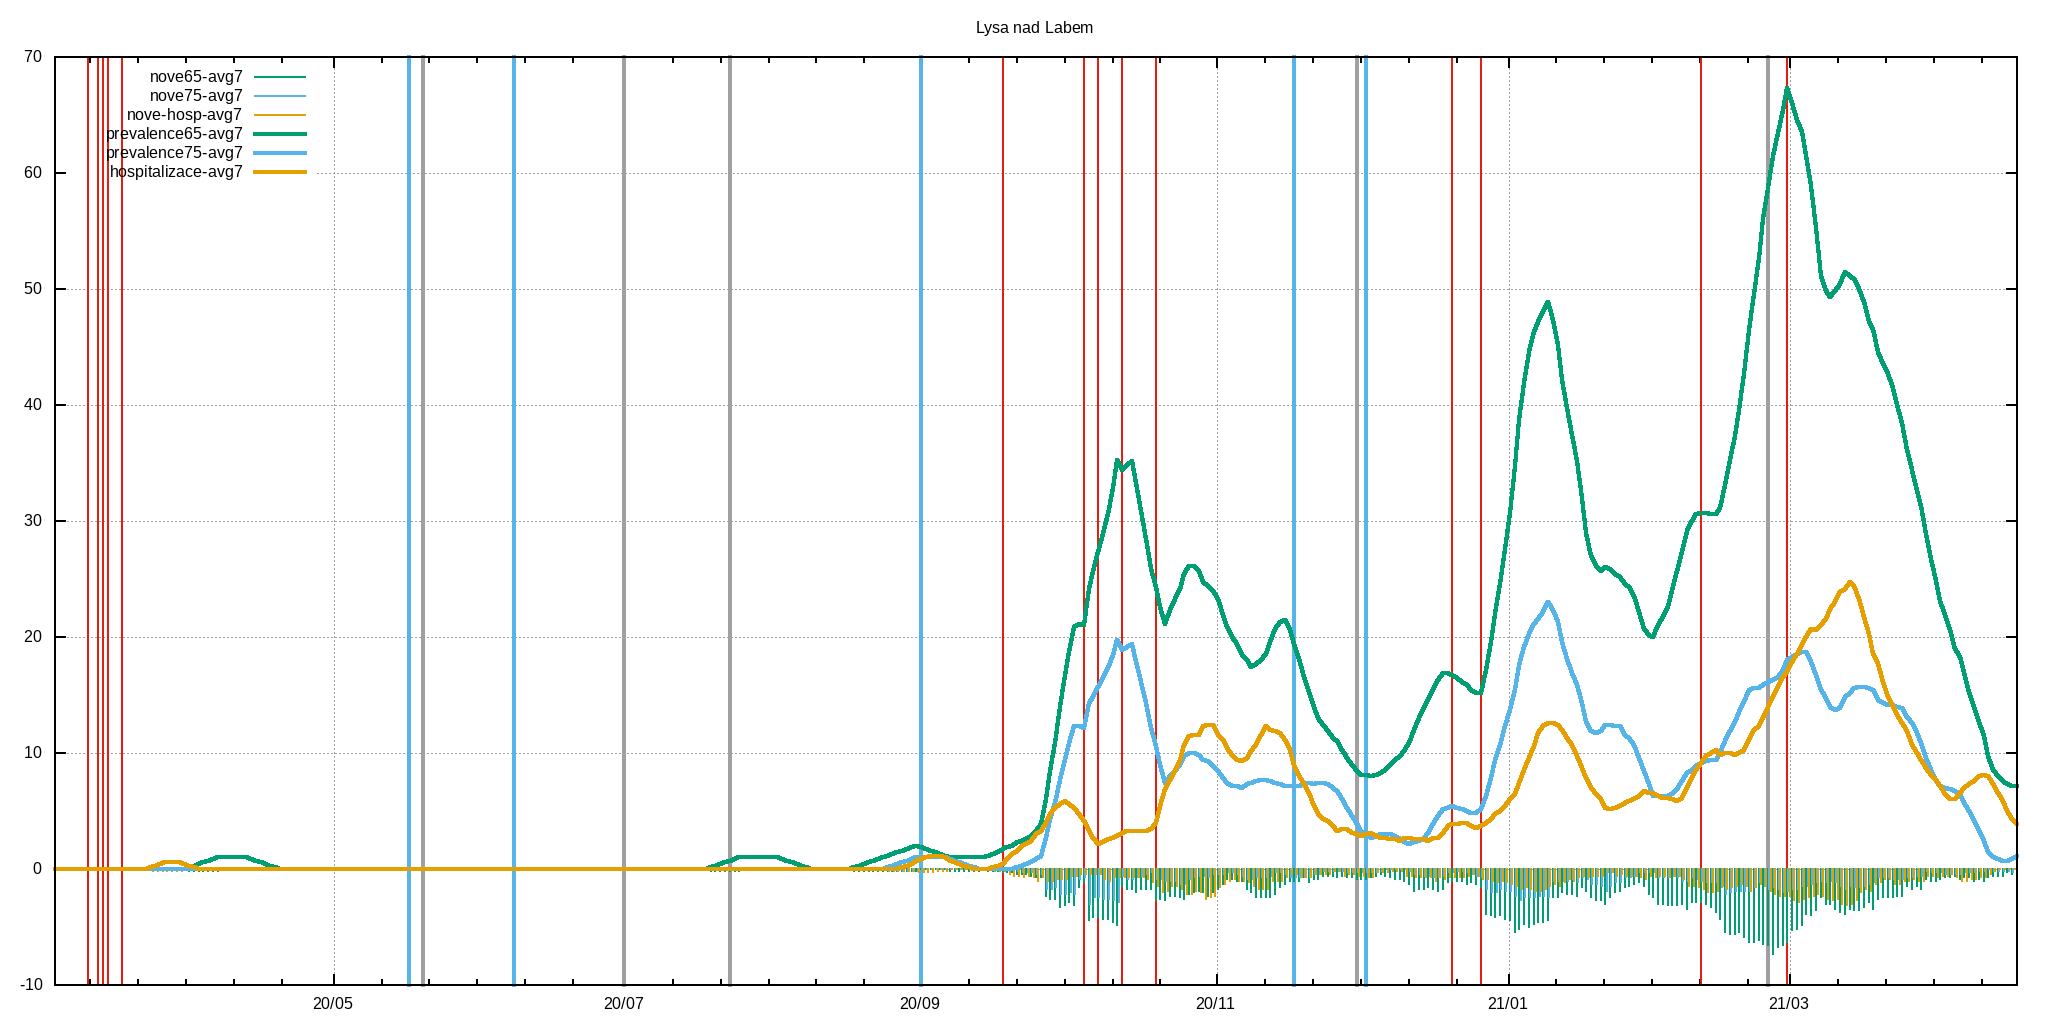 Lysa nad Labem
70
60
50
40
30
20
10
0
-10
nove65-avg7
nove75-avg7
nove-hosp-avg7
prevalence65-avg7
prevalence75-avg7
hospitalizace-avg7
20/05 20/07 20/09 20/11 21/01 21/03